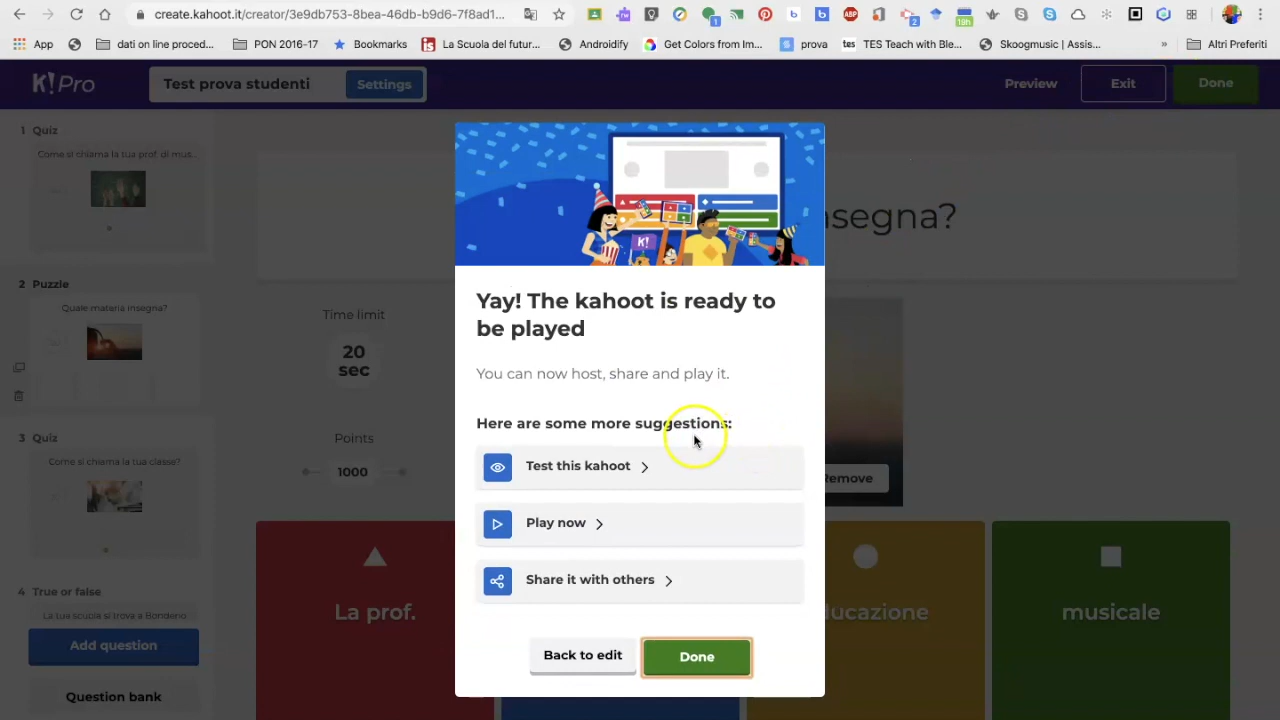 create.kahoot.it/creator/3e9db753-8bea-46db-b9d6-7f8ad1...
App
dati on line proced...
PON 2016-17
Bookmarks
La Scuola del futur...
Androidify
Get Colors from Im...
prova
TES Teach with Ble...
Skoogmusic | Assis...
»
Altri Preferiti
K!Pro
Test prova studenti
Settings
Preview
Exit
Done
1 Quiz
Come si chiama la tua prof. di mus...
2 Puzzle
Quale materia insegna?
3 Quiz
Come si chiama la tua classe?
4 True or false
La tua scuola si trova a Bondeno
Add question
Question bank
nsegna?
Time limit
20
sec
Points
1000
Remove
La prof.
ducazione
musicale
K!
Yay! The kahoot is ready to
be played
You can now host, share and play it.
Here are some more suggestions:
Test this kahoot
Play now
Share it with others
Back to edit
Done